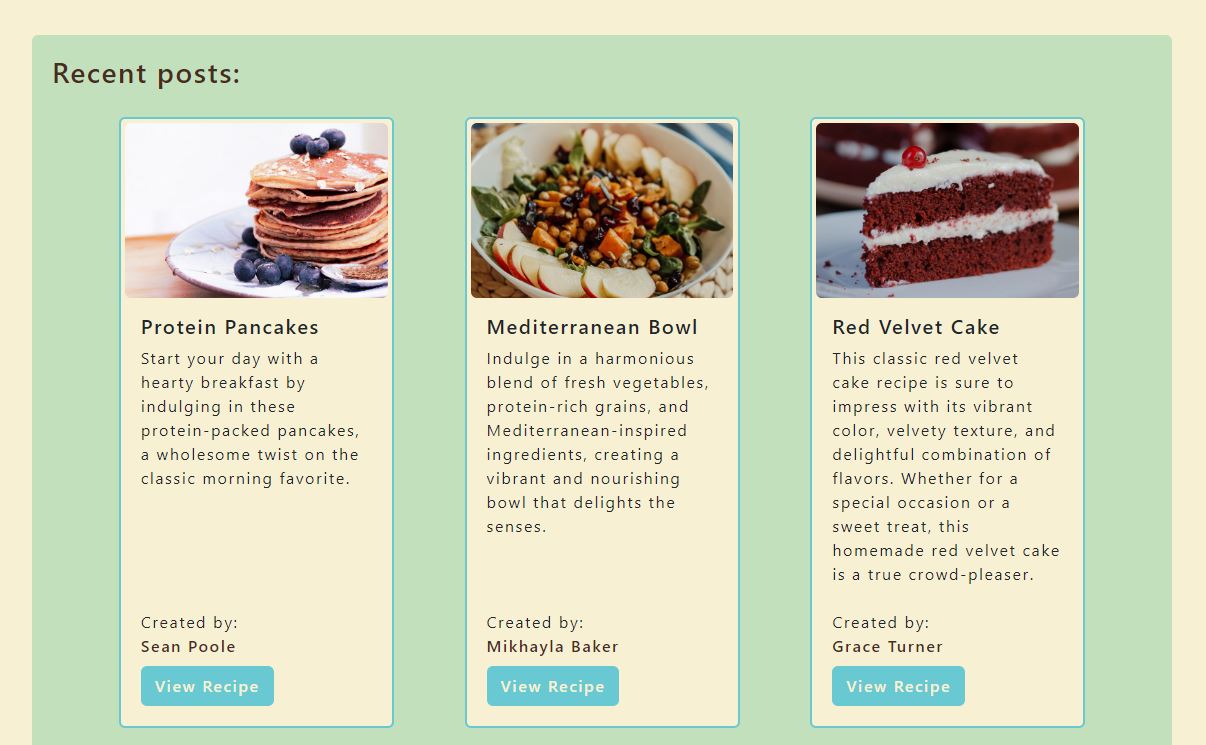 Recent posts:
Protein Pancakes
Start your day with a
hearty breakfast by
indulging in these
protein-packed pancakes,
a wholesome twist on the
classic morning favorite.
Created by:
Sean Poole
View Recipe
Mediterranean Bowl
Indulge in a harmonious
blend of fresh vegetables,
protein-rich grains, and
Mediterranean-inspired
ingredients, creating a
vibrant and nourishing
bowl that delights the
senses.
Created by:
Mikhayla Baker
View Recipe
Red Velvet Cake
This classic red velvet
cake recipe is sure to
impress with its vibrant
color, velvety texture, and
delightful combination of
flavors. Whether for a
special occasion or a
sweet treat, this
homemade red velvet cake
is a true crowd-pleaser.
Created by:
Grace Turner
View Recipe